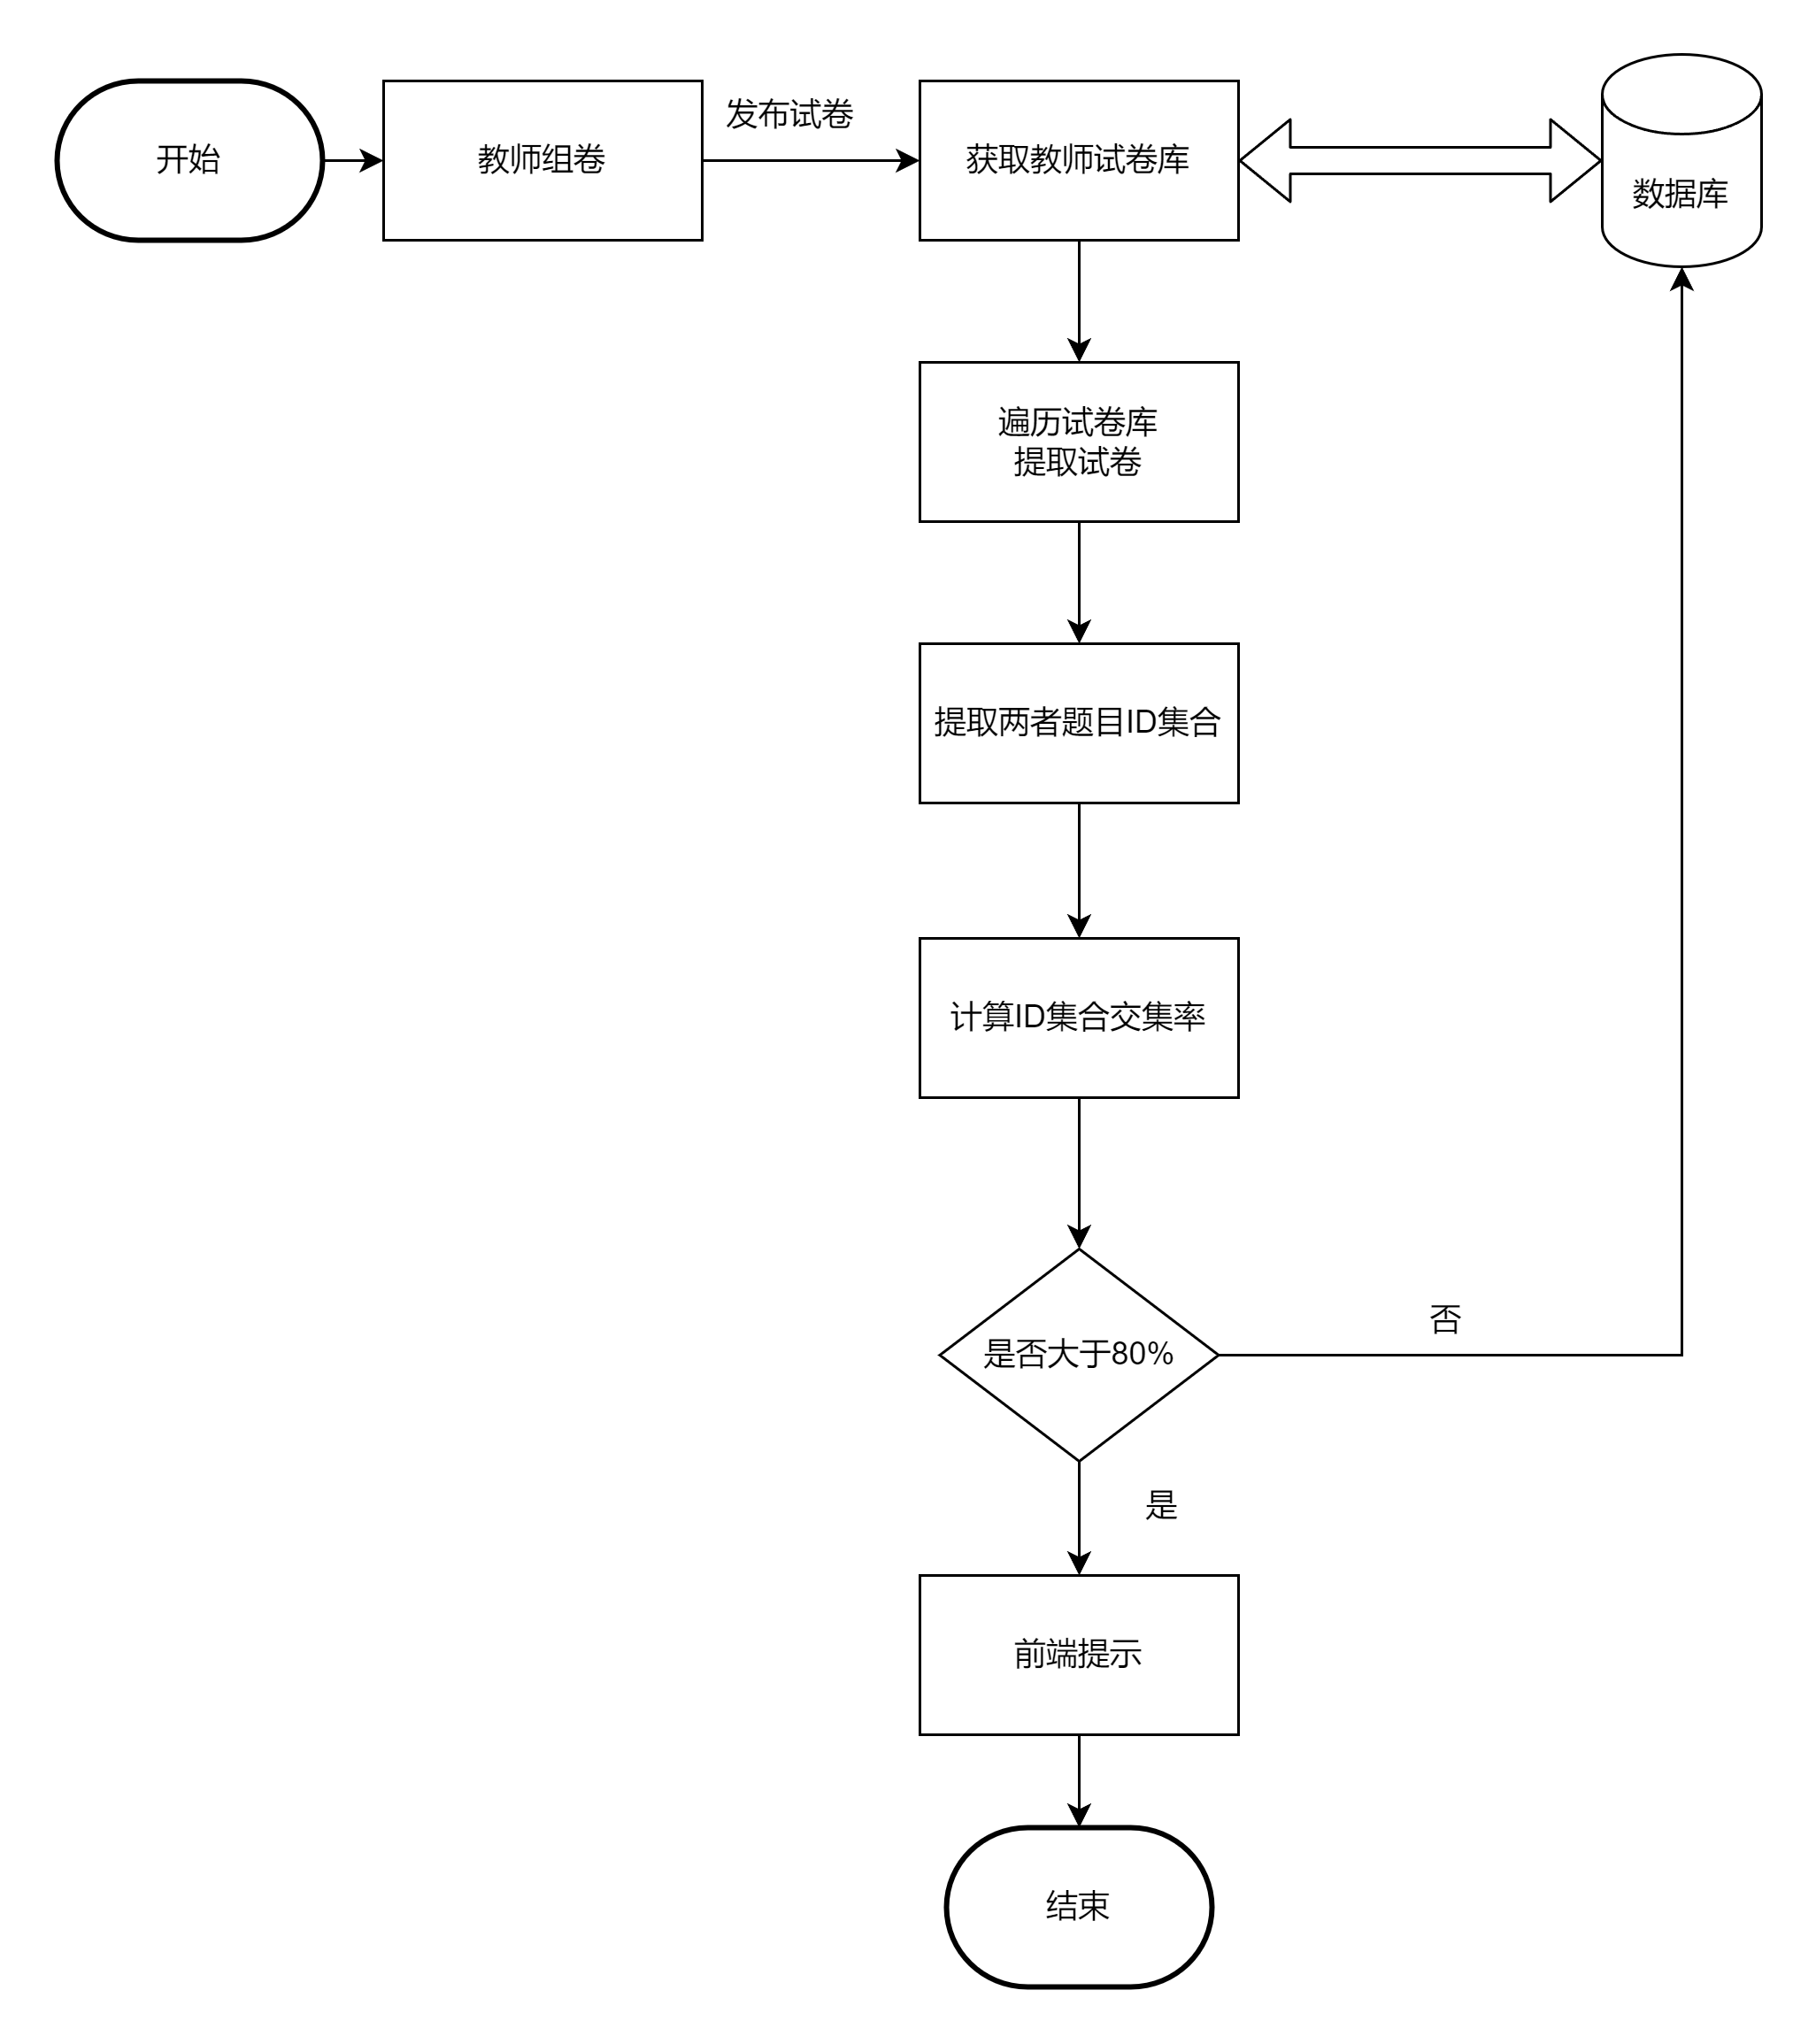 开始
教师组卷
发布试卷
获取教师试卷库
数据库
遍历试卷库
提取试卷
提取两者题目ID集合
计算ID集合交集率
是否大于80%
否
是
前端提示
结束